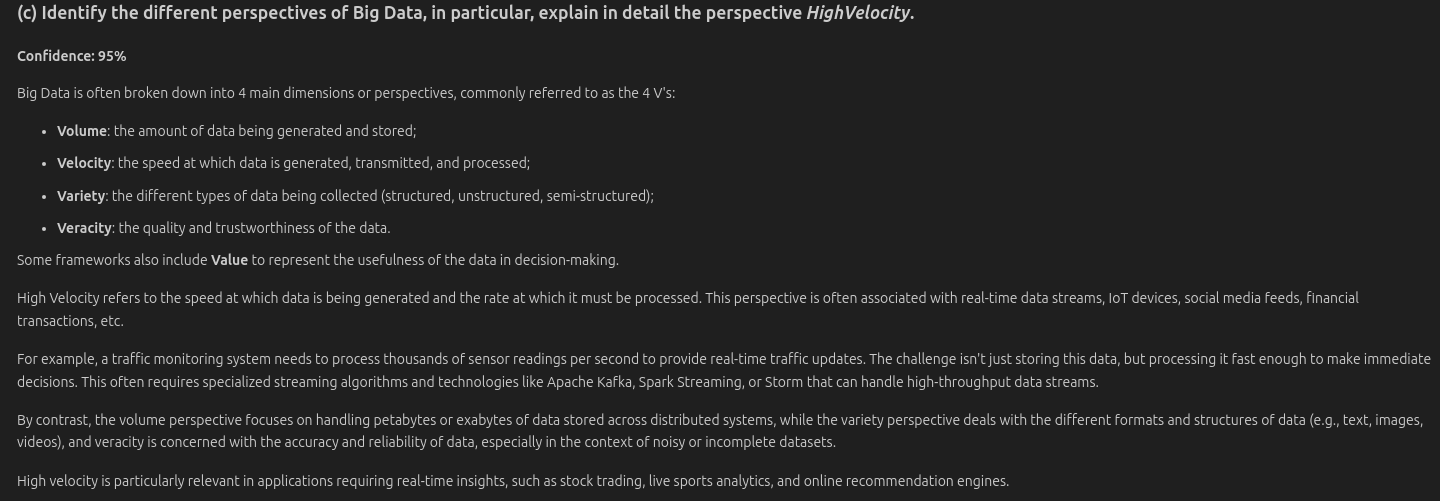 (c) Identify the different perspectives of Big Data, in particular, explain in detail the perspective HighVelocity.
Confidence: 95%
Big Data is often broken down into 4 main dimensions or perspectives, commonly referred to as the 4 V's:
• Volume: the amount of data being generated and stored;
• Velocity: the speed at which data is generated, transmitted, and processed;
• Variety: the different types of data being collected (structured, unstructured, semi-structured);
• Veracity: the quality and trustworthiness of the data.
Some frameworks also include Value to represent the usefulness of the data in decision-making.
High Velocity refers to the speed at which data is being generated and the rate at which it must be processed. This perspective is often associated with real-time data streams, IoT devices, social media feeds, financial
transactions, etc.
For example, a traffic monitoring system needs to process thousands of sensor readings per second to provide real-time traffic updates. The challenge isn't just storing this data, but processing it fast enough to make immediate
decisions. This often requires specialized streaming algorithms and technologies like Apache Kafka, Spark Streaming, or Storm that can handle high-throughput data streams.
By contrast, the volume perspective focuses on handling petabytes or exabytes of data stored across distributed systems, while the variety perspective deals with the different formats and structures of data (e.g., text, images,
videos), and veracity is concerned with the accuracy and reliability of data, especially in the context of noisy or incomplete datasets.
High velocity is particularly relevant in applications requiring real-time insights, such as stock trading, live sports analytics, and online recommendation engines.